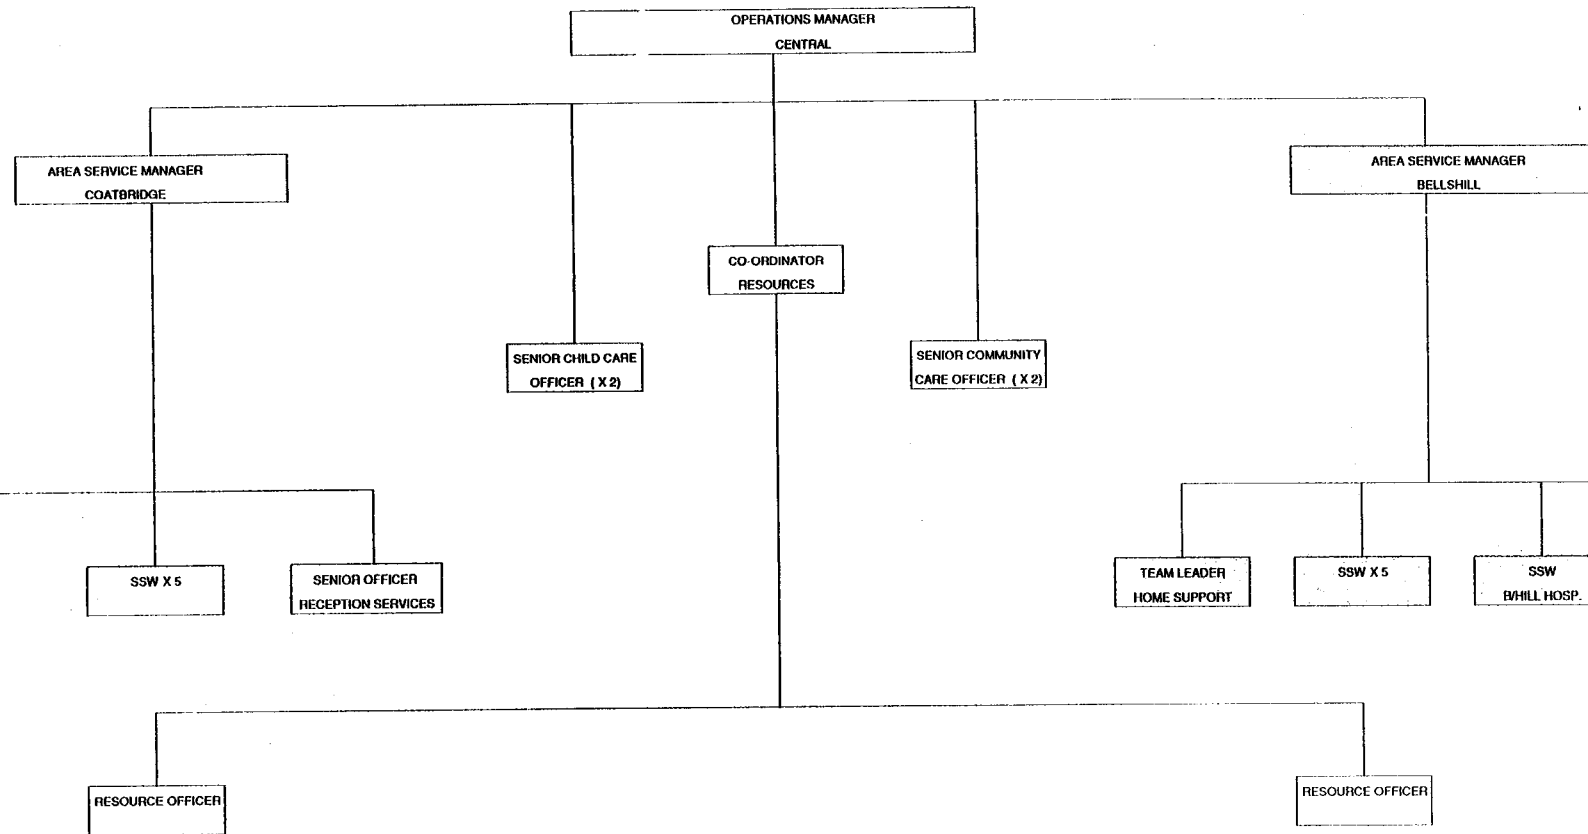 OPERATIONS MANAGER
CENTRAL
AREA SERVICE MANAGER
COATBRIDGE
AREA SERVICE MANAGER
BELLSHILL
CO-ORDINATOR
RESOURCES
SENIOR CHILD CARE
OFFICER ( X 2)
SENIOR COMMUNITY
CARE OFFICER ( X 2)
SSW X 5
SENIOR OFFICER
RECEPTION SERVICES
TEAM LEADER
HOME SUPPORT
SSW X 5
SSW
B/HILL HOSP.
RESOURCE OFFICER
RESOURCE OFFICER